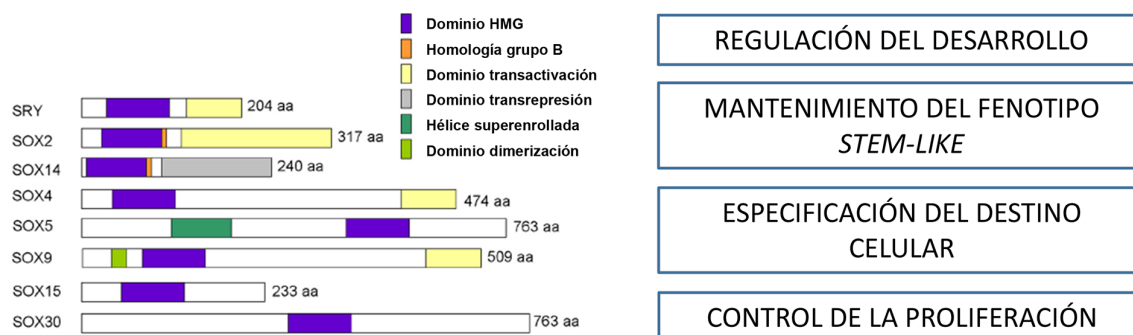 Dominio HMG
Homología grupo B
Dominio transactivación
Dominio transrepresión
Hélice superenrollada
Dominio dimerización
SRY 204 aa
SOX2 317 aa
SOX14 240 aa
SOX4 474 aa
SOX5 763 aa
SOX9 509 aa
SOX15 233 aa
SOX30 763 aa
REGULACIÓN DEL DESARROLLO
MANTENIMIENTO DEL FENOTIPO
STEM-LIKE
ESPECIFICACIÓN DEL DESTINO
CELULAR
CONTROL DE LA PROLIFERACIÓN